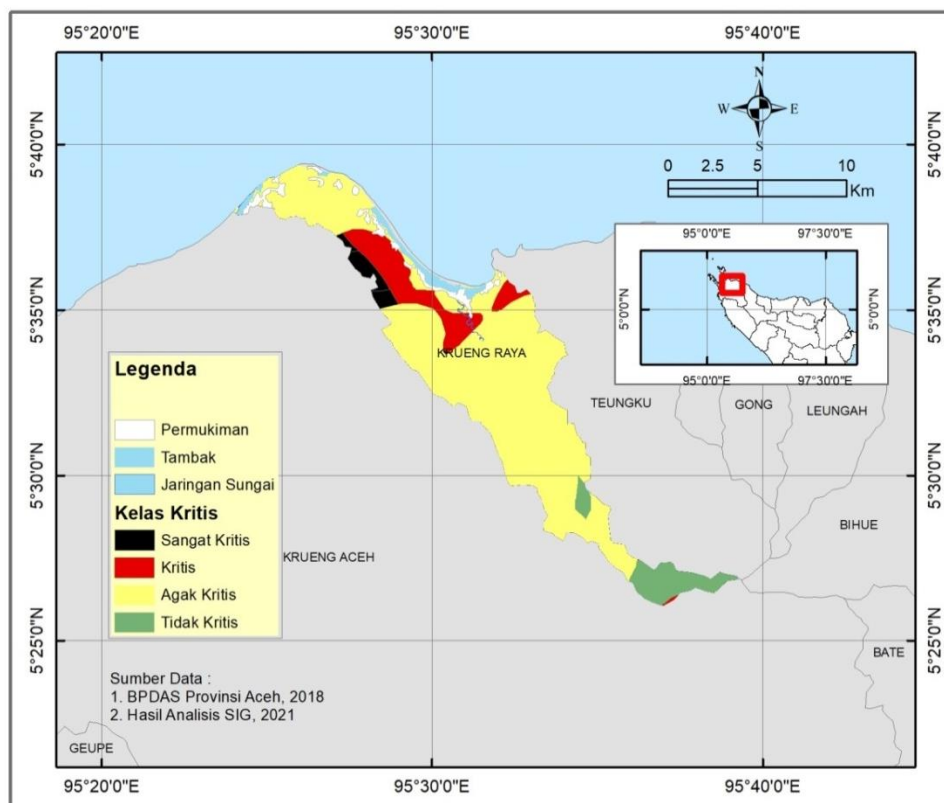 95°20'0"E 95°30'0"E 95°40'0"E
N
W E
S
5°40'0"N 5°40'0"N
0 2.5 5 10
Km
95°0'0"E 97°30'0"E
5°0'0"N 5°0'0"N
95°0'0"E 97°30'0"E
5°35'0"N 5°35'0"N
KRUENG RAYA
TEUNGKU
GONG
LEUNGAH
Legenda
Permukiman
Tambak
Jaringan Sungai
Kelas Kritis
Sangat Kritis
Kritis
Agak Kritis
Tidak Kritis
5°30'0"N 5°30'0"N
BIHUE
KRUENG ACEH
5°25'0"N 5°25'0"N
BATE
Sumber Data :
1. BPDAS Provinsi Aceh, 2018
2. Hasil Analisis SIG, 2021
GEUPE
95°20'0"E 95°30'0"E 95°40'0"E